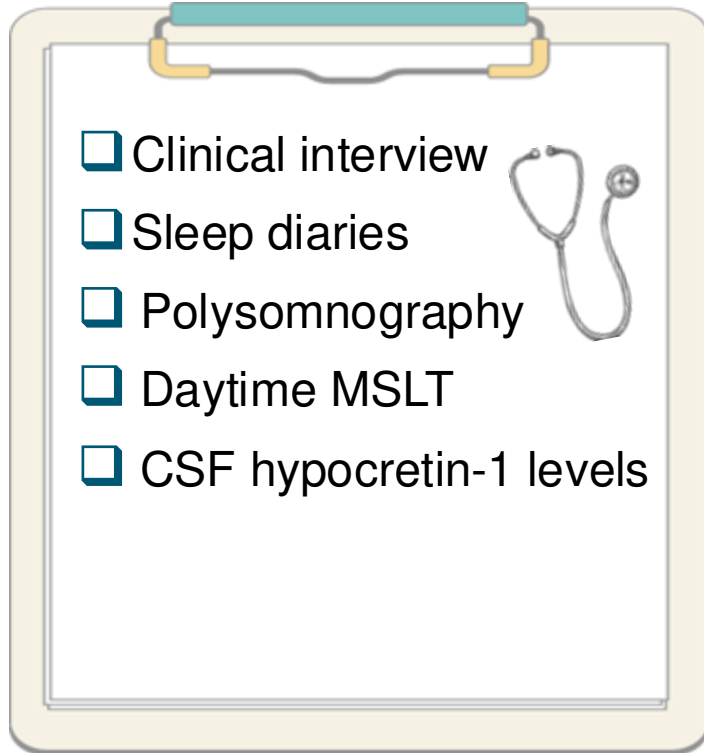 Clinical interview
Sleep diaries
Polysomnography
Daytime MSLT
CSF hypocretin-1 levels